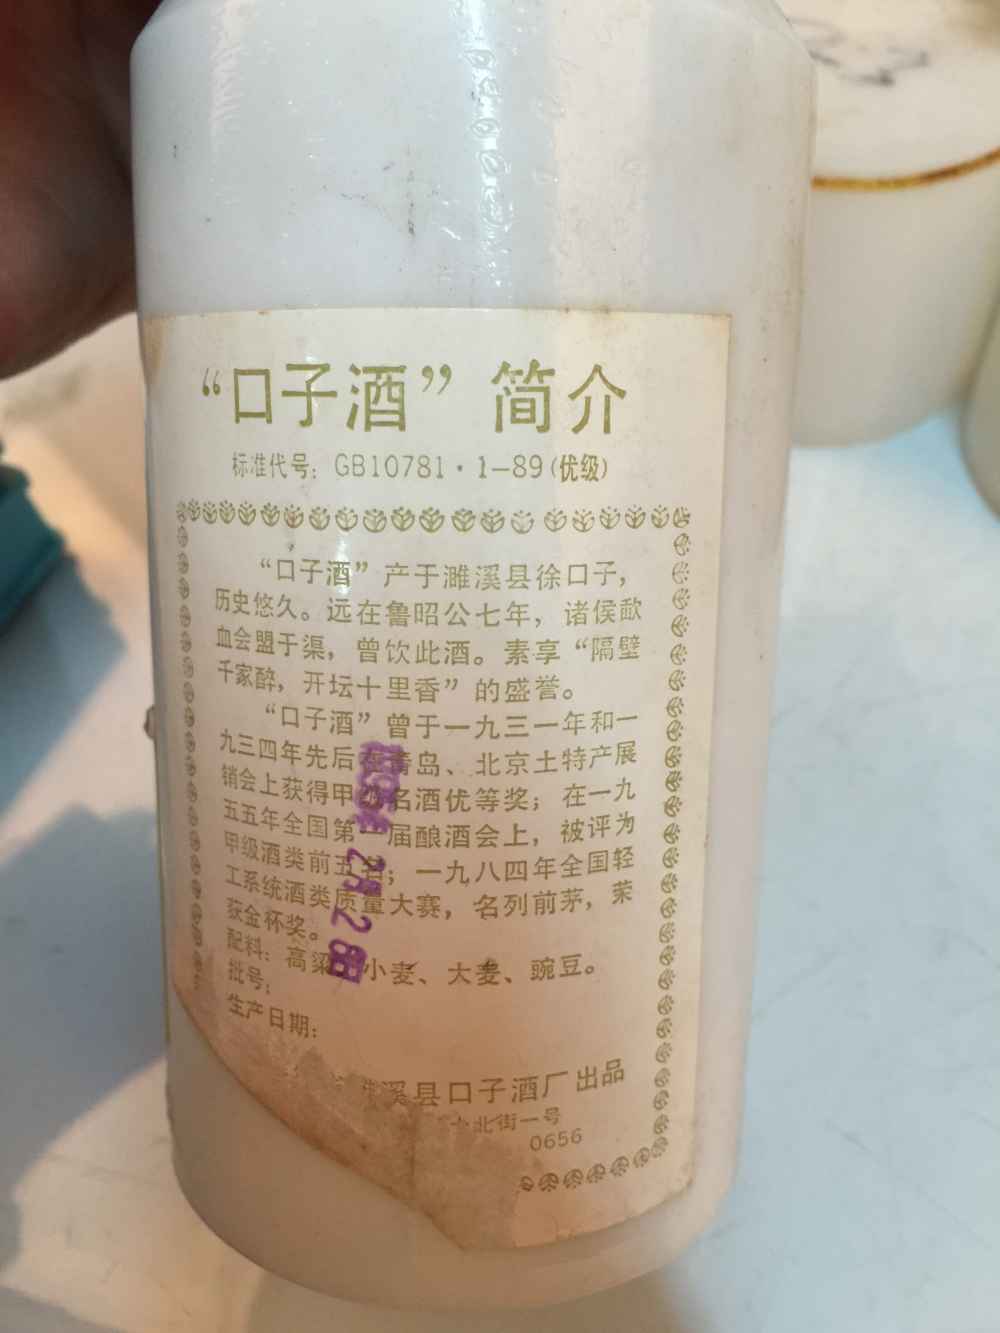 “口子酒”简介
标准代号：GB10781·1—89(优级)
“口子酒”产于濉溪县徐口子，
历史悠久。远在鲁昭公七年，诸侯歃
血会盟于渠，曾饮此酒。素享“隔壁
千家醉，开坛十里香”的盛誉。
“口子酒”曾于一九三一年和一
九三四年先后在青岛、北京土特产展
销会上获得甲级名酒优等奖；在一九
五五年全国第一届酿酒会上，被评为
甲级酒类前五名；一九八四年全国轻
工系统酒类质量大赛，名列前茅，荣
获金杯奖。
配料：高粱、小麦、大麦、豌豆。
批号：
生产日期：
2月28日
溪县口子酒厂出品
北街一号
0656